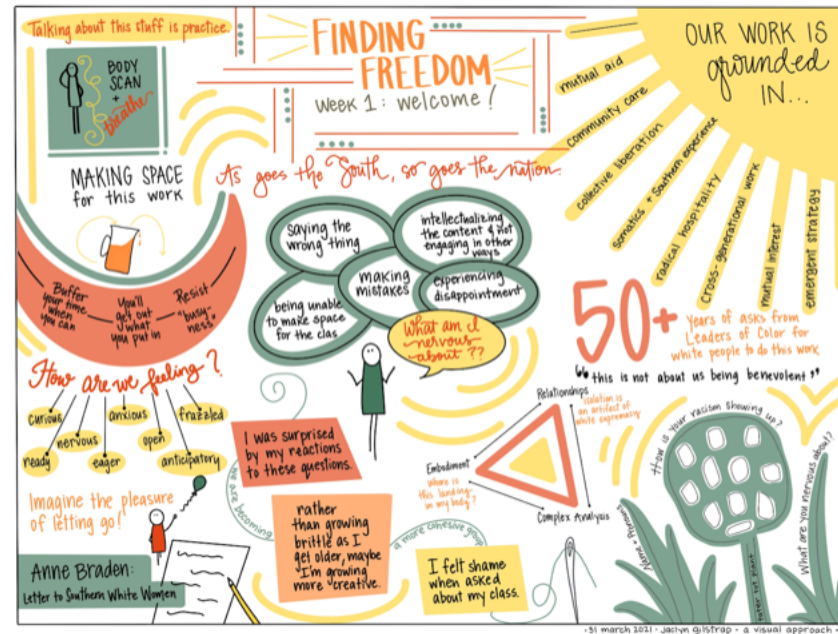 Talking about this stuff is practice.
BODY
SCAN
+
breathe
FINDING
FREEDOM
Week 1: welcome!
OUR WORK IS
grounded
IN...
mutual aid
community care
collective liberation
somatics + Southern experience
radical hospitality
cross-generational work
mutual interest
emergent strategy
MAKING SPACE
for this work
As goes the South, so goes the nation.
Buffer
your time
when
you can
You'll
get out
what
you put in
Resist
"busy-
ness"
saying the
wrong thing
intellectualizing
the content & not
engaging in other
ways
making
mistakes
experiencing
disappointment
being unable
to make space
for the clas
What am I
nervous
about??
50+
Years of asks from
Leaders of Color for
white people to do this work
"this is not about us being benevolent"
How are we feeling?
curious
anxious
frazzled
nervous
open
ready
eager
anticipatory
I was surprised
by my reactions
to these questions.
we are becoming
rather
than growing
brittle as I
get older, maybe
I'm growing
more creative.
a more cohesive group
I felt shame
when asked
about my class.
Relationships
isolation is
an artifact of
white supremacy
Embodiment
where is
this landing
in my body?
Complex Analysis
How is your racism showing up?
What are you nervous about?
Name + Pronouns
tater tot plant
Imagine the pleasure
of letting go!
Anne Braden:
Letter to Southern White Women
·31 march 2021 · jaclyn gilstrap · a visual approach ·